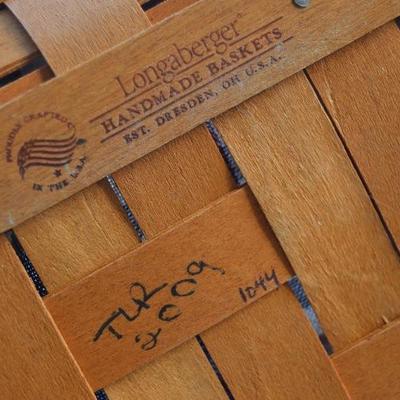 Longaberger®
HANDMADE BASKETS
EST. DRESDEN, OH U.S.A.
PROUDLY CRAFTED
IN THE U.S.A.
TLR
2009
1044